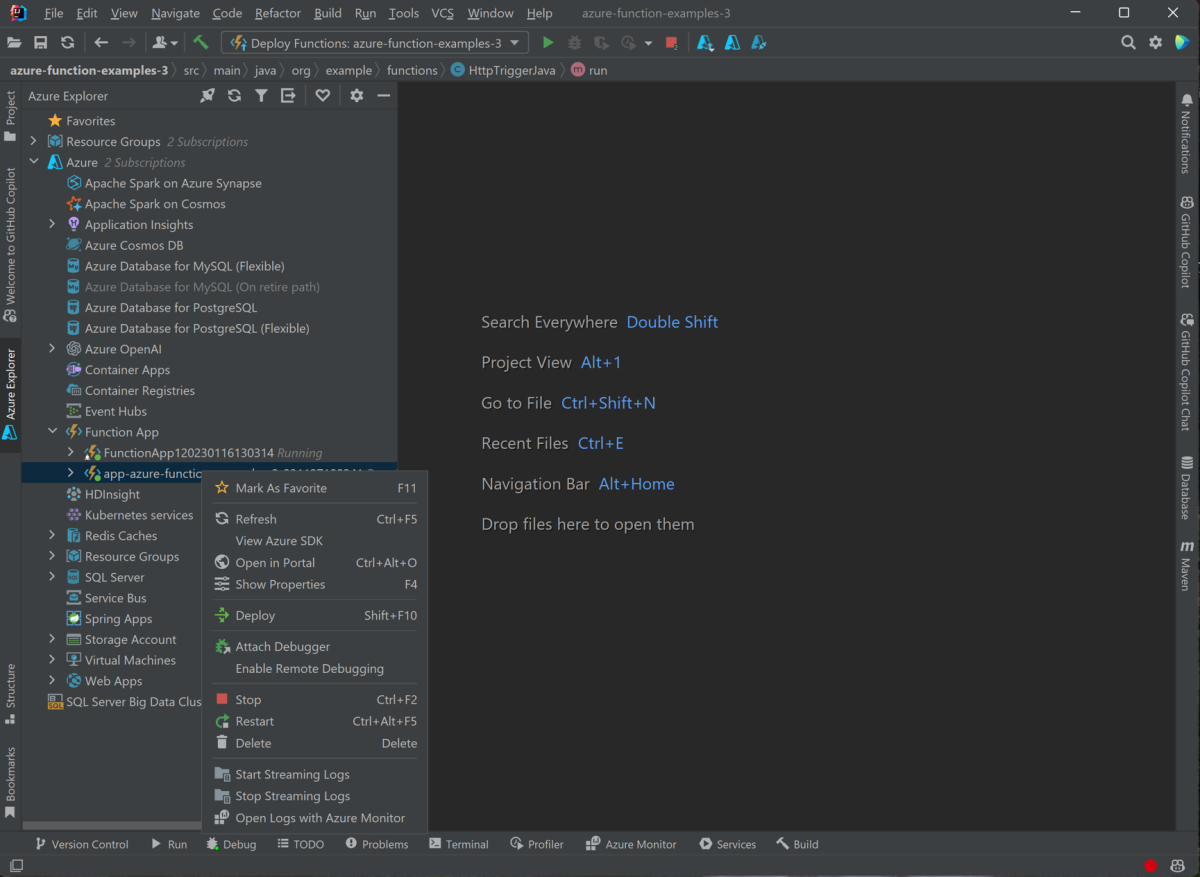 File Edit View Navigate Code Refactor Build Run Tools VCS Window Help azure-function-examples-3
Deploy Functions: azure-function-examples-3
azure-function-examples-3 src main java org example functions HttpTriggerJava run
Azure Explorer
Favorites
Resource Groups 2 Subscriptions
Azure 2 Subscriptions
Apache Spark on Azure Synapse
Apache Spark on Cosmos
Application Insights
Azure Cosmos DB
Azure Database for MySQL (Flexible)
Azure Database for MySQL (On retire path)
Azure Database for PostgreSQL
Azure Database for PostgreSQL (Flexible)
Azure OpenAI
Container Apps
Container Registries
Event Hubs
Function App
FunctionApp120230116130314 Running
app-azure-functio
HDInsight
Kubernetes services
Redis Caches
Resource Groups
SQL Server
Service Bus
Spring Apps
Storage Account
Virtual Machines
Web Apps
SQL Server Big Data Clus
Mark As Favorite F11
Refresh Ctrl+F5
View Azure SDK
Open in Portal Ctrl+Alt+O
Show Properties F4
Deploy Shift+F10
Attach Debugger
Enable Remote Debugging
Stop Ctrl+F2
Restart Ctrl+Alt+F5
Delete Delete
Start Streaming Logs
Stop Streaming Logs
Open Logs with Azure Monitor
Search Everywhere Double Shift
Project View Alt+1
Go to File Ctrl+Shift+N
Recent Files Ctrl+E
Navigation Bar Alt+Home
Drop files here to open them
Project
Welcome to GitHub Copilot
Azure Explorer
Structure
Bookmarks
Notifications
GitHub Copilot
GitHub Copilot Chat
Database
Maven
Version Control Run Debug TODO Problems Terminal Profiler Azure Monitor Services Build